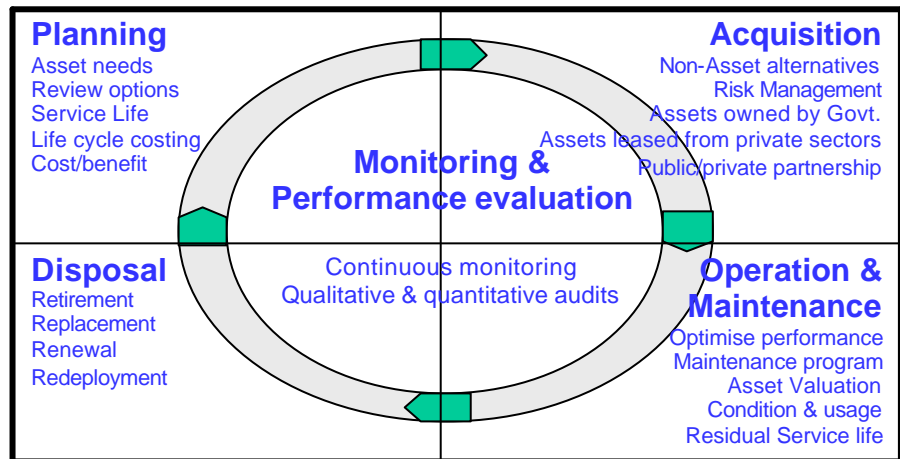 Planning
Asset needs
Review options
Service Life
Life cycle costing
Cost/benefit
Acquisition
Non-Asset alternatives
Risk Management
Assets owned by Govt.
Assets leased from private sectors
Public/private partnership
Monitoring &
Performance evaluation
Continuous monitoring
Qualitative & quantitative audits
Disposal
Retirement
Replacement
Renewal
Redeployment
Operation &
Maintenance
Optimise performance
Maintenance program
Asset Valuation
Condition & usage
Residual Service life